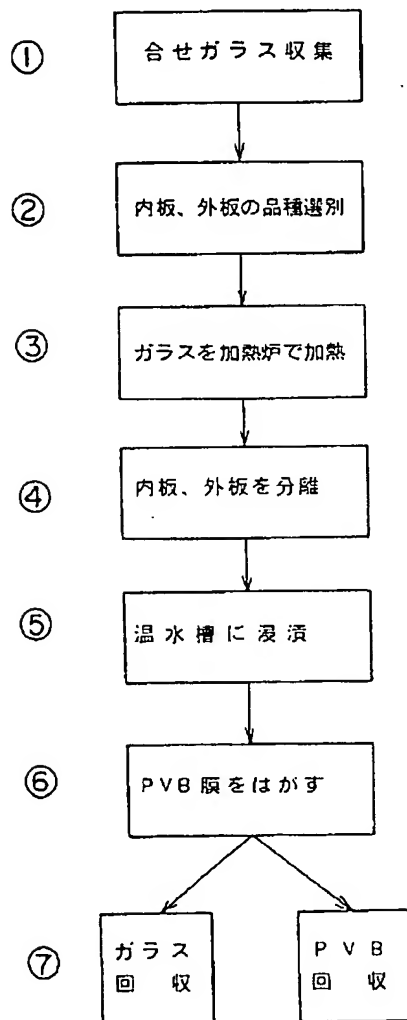 ① 合せガラス収集
② 内板、外板の品種選別
③ ガラスを加熱炉で加熱
④ 内板、外板を分離
⑤ 温水槽に浸漬
⑥ PVB膜をはがす
⑦ ガラス PVB
回収 回収